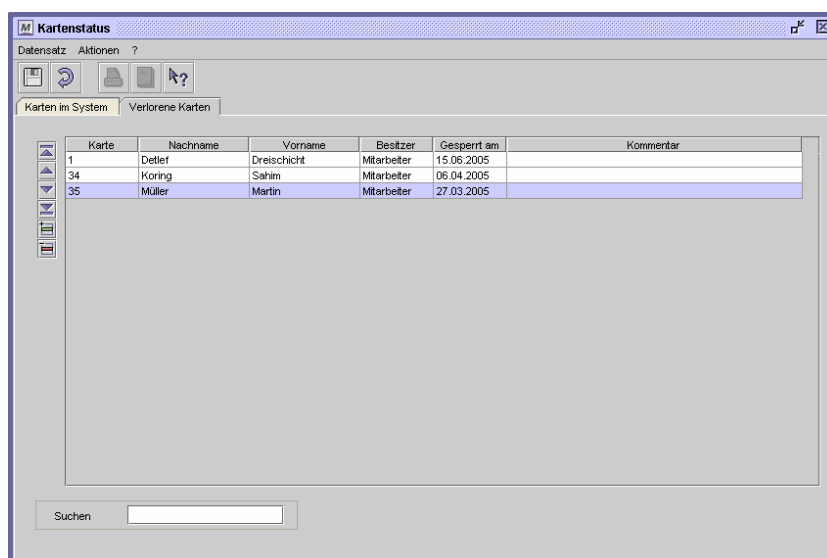 M Kartenstatus
Datensatz Aktionen ?
?
Karten im System Verlorene Karten
Karte Nachname Vorname Besitzer Gesperrt am Kommentar
1 Detlef Dreischicht Mitarbeiter 15.06.2005
34 Koring Sahim Mitarbeiter 06.04.2005
35 Müller Martin Mitarbeiter 27.03.2005
Suchen